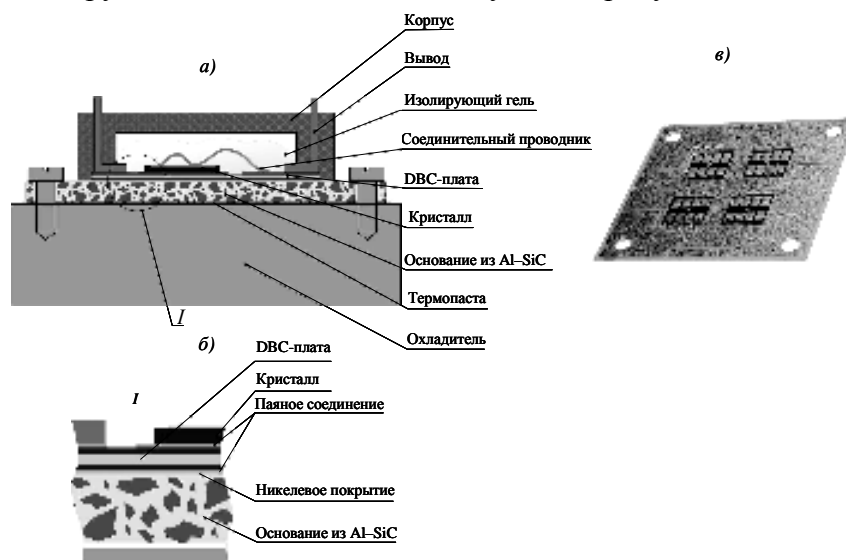 а)
Корпус
Вывод
Изолирующий гель
Соединительный проводник
DBC-плата
Кристалл
Основание из Al–SiC
Термопаста
Охладитель
I
в)
б)
I
DBC-плата
Кристалл
Паяное соединение
Никелевое покрытие
Основание из Al–SiC